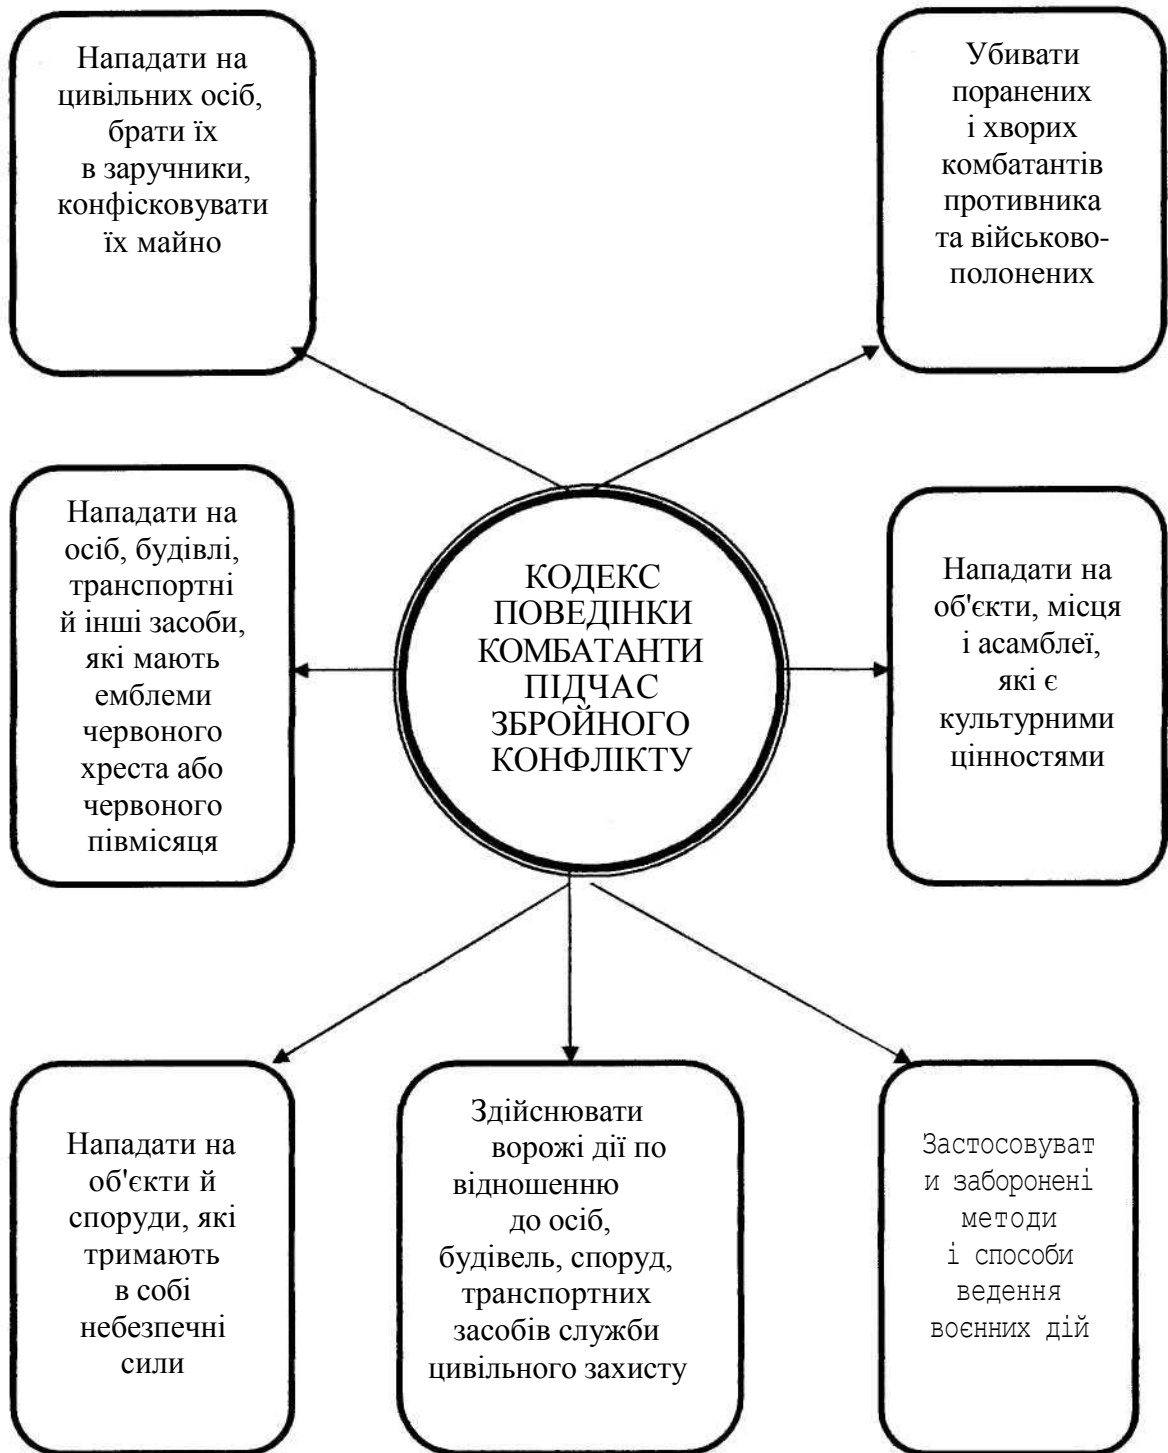 Нападати на
цивільних осіб,
брати їх
в заручники,
конфісковувати
їх майно
Убивати
поранених
і хворих
комбатантів
противника
та військово-
полонених
Нападати на
осіб, будівлі,
транспортні
й інші засоби,
які мають
емблеми
червоного
хреста або
червоного
півмісяця
КОДЕКС
ПОВЕДІНКИ
КОМБАТАНТИ
ПІДЧАС
ЗБРОЙНОГО
КОНФЛІКТУ
Нападати на
об'єкти, місця
і асамблеї,
які є
культурними
цінностями
Нападати на
об'єкти й
споруди, які
тримають
в собі
небезпечні
сили
Здійснювати
ворожі дії по
відношенню
до осіб,
будівель, споруд,
транспортних
засобів служби
цивільного захисту
Застосовуват
и заборонені
методи
і способи
ведення
воєнних дій